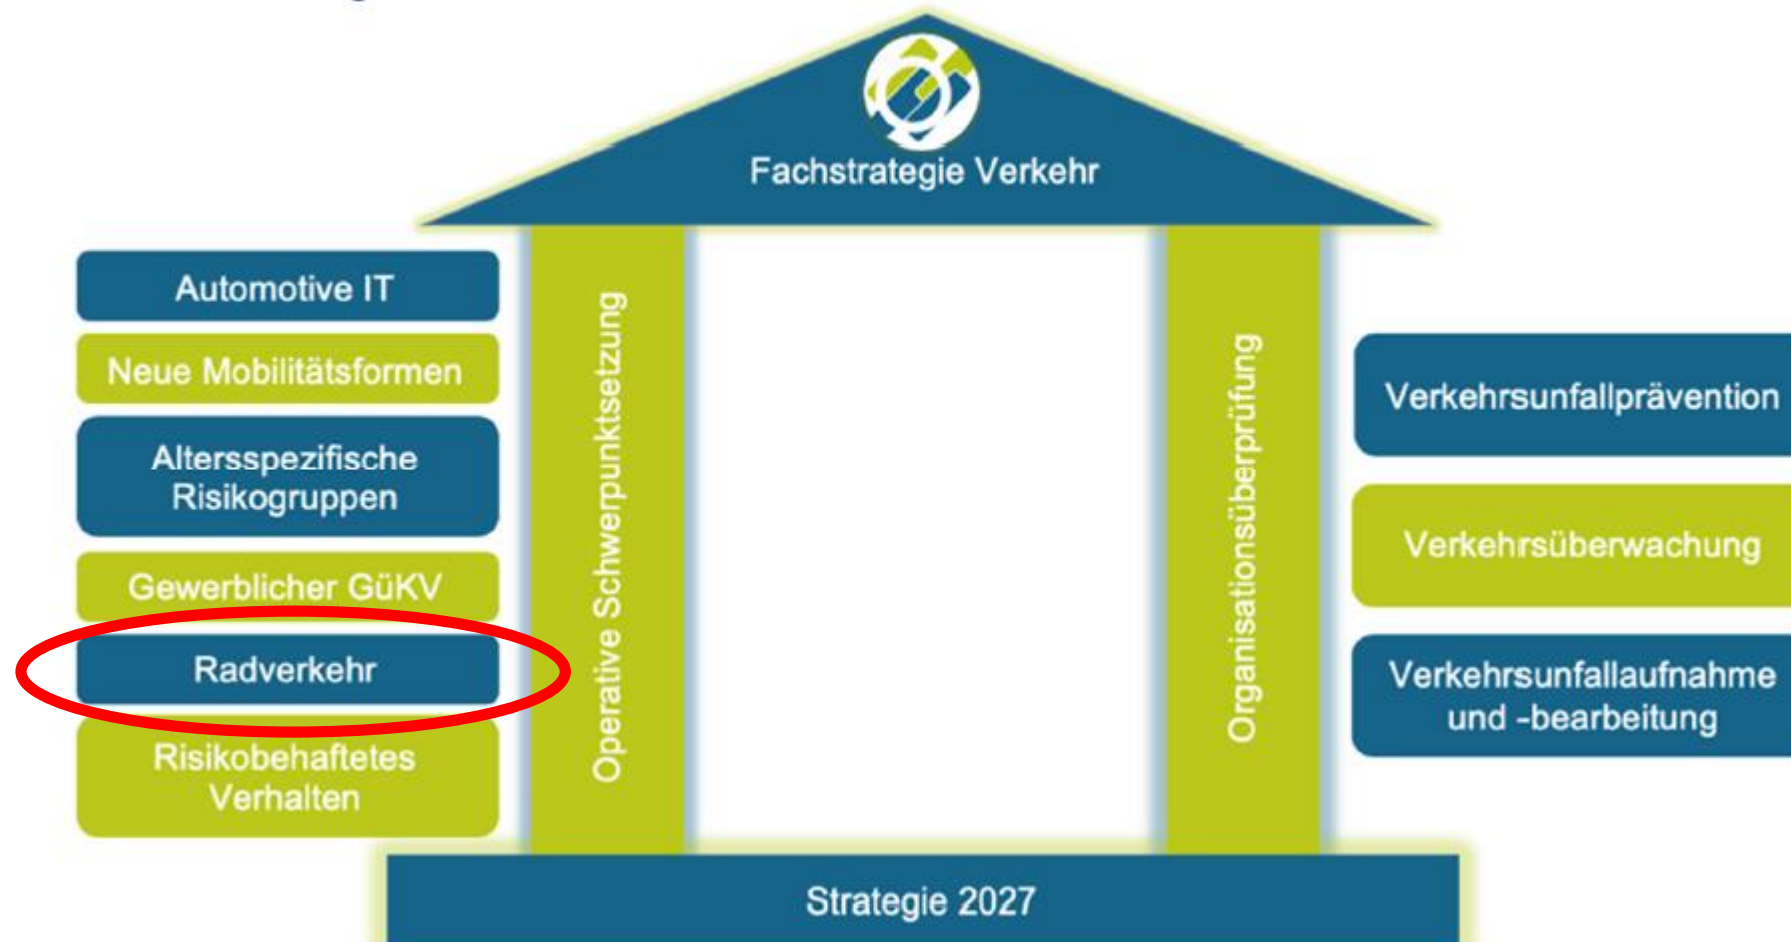 Fachstrategie Verkehr
Automotive IT
Neue Mobilitätsformen
Altersspezifische
Risikogruppen
Gewerblicher GüKV
Radverkehr
Risikobehaftetes
Verhalten
Operative Schwerpunktsetzung
Organisationsüberprüfung
Verkehrsunfallprävention
Verkehrsüberwachung
Verkehrsunfallaufnahme
und -bearbeitung
Strategie 2027